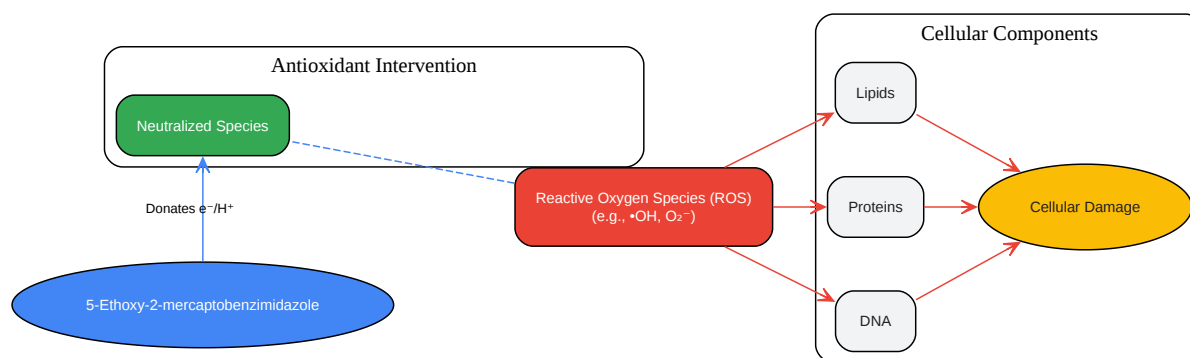 Cellular Components
Antioxidant Intervention
Lipids
Neutralized Species
Donates e⁻/H⁺
Reactive Oxygen Species (ROS)
(e.g., •OH, O₂⁻)
Proteins
Cellular Damage
5-Ethoxy-2-mercaptobenzimidazole
DNA